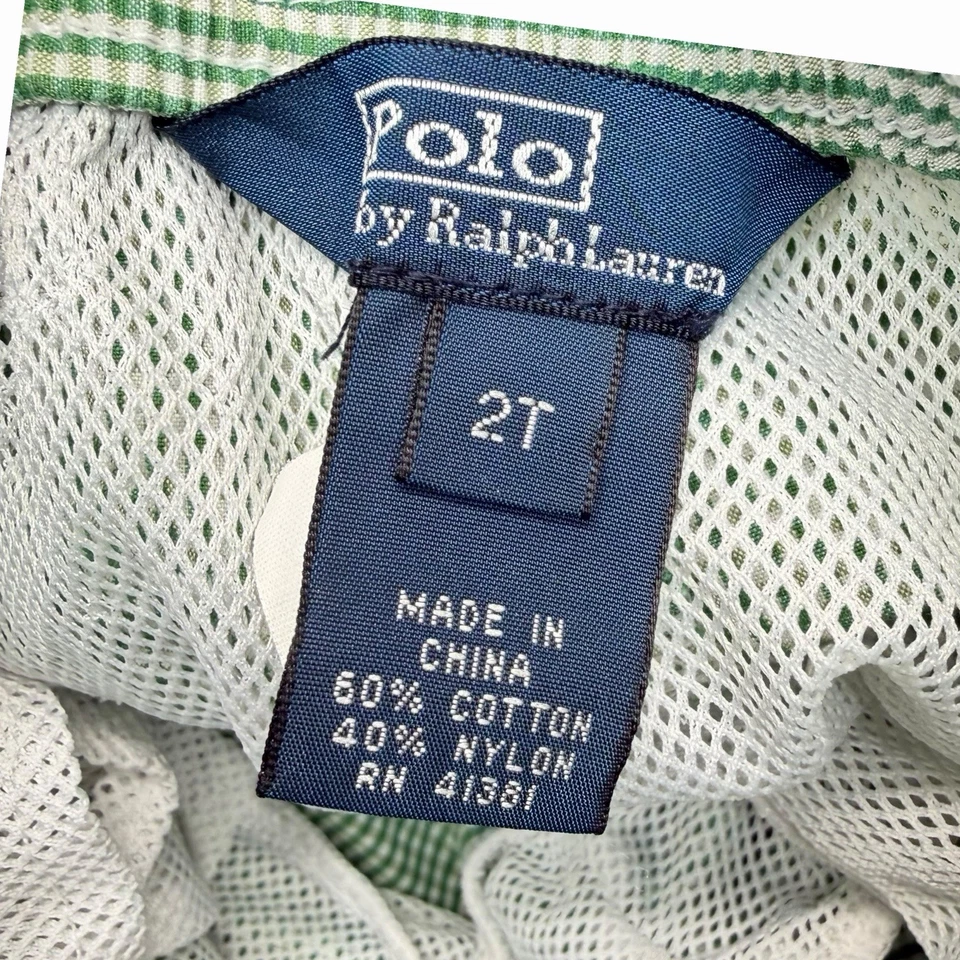 Polo
by Ralph Lauren
2T
MADE IN
CHINA
60% COTTON
40% NYLON
RN 41381